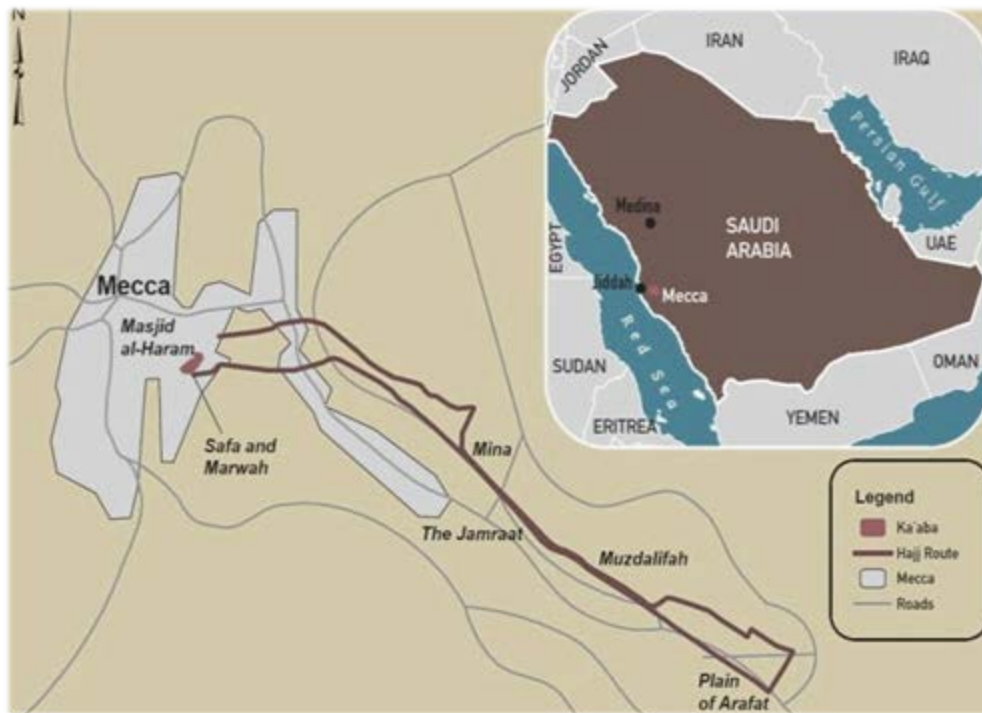 N
Mecca
Masjid
al-Haram
Safa and
Marwah
Mina
The Jamraat
Muzdalifah
Plain
of Arafat
JORDAN
IRAN
IRAQ
Persian Gulf
Medina
SAUDI
ARABIA
UAE
EGYPT
Jiddah
Mecca
Red Sea
SUDAN
OMAN
YEMEN
ERITREA
Legend
Ka'aba
Hajj Route
Mecca
Roads